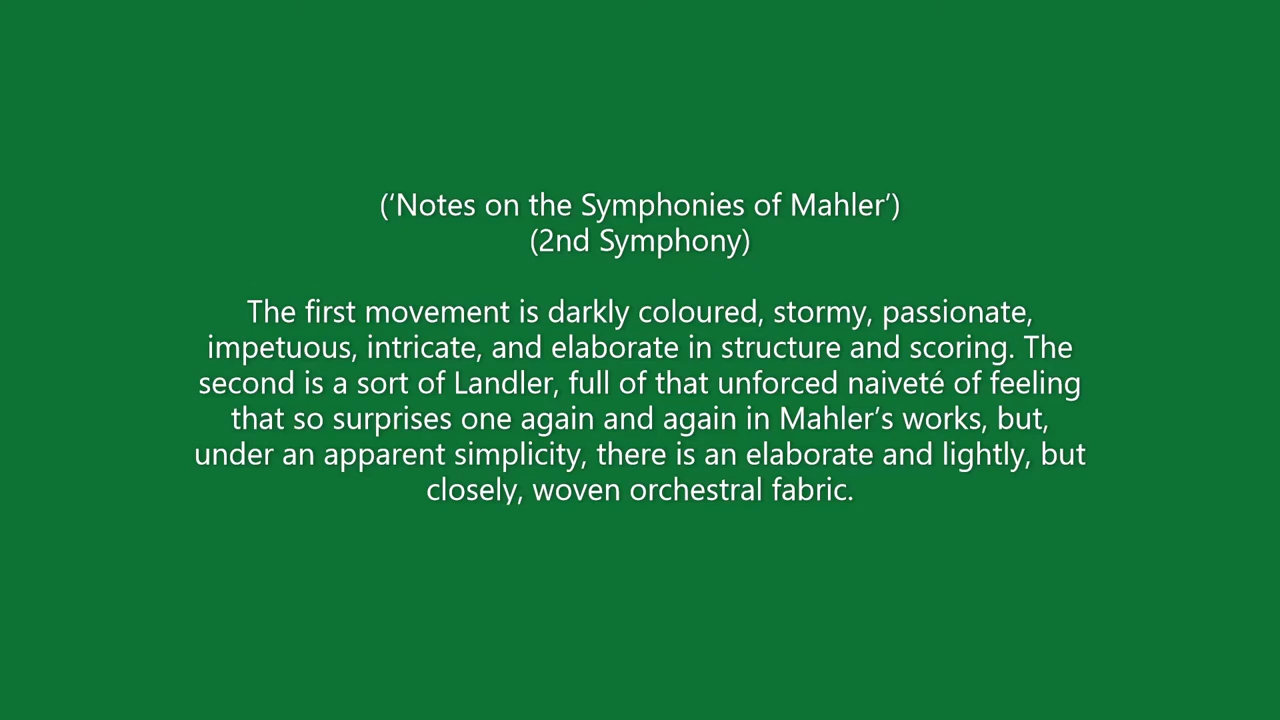 (‘Notes on the Symphonies of Mahler’)
(2nd Symphony)
The first movement is darkly coloured, stormy, passionate,
impetuous, intricate, and elaborate in structure and scoring. The
second is a sort of Landler, full of that unforced naiveté of feeling
that so surprises one again and again in Mahler’s works, but,
under an apparent simplicity, there is an elaborate and lightly, but
closely, woven orchestral fabric.